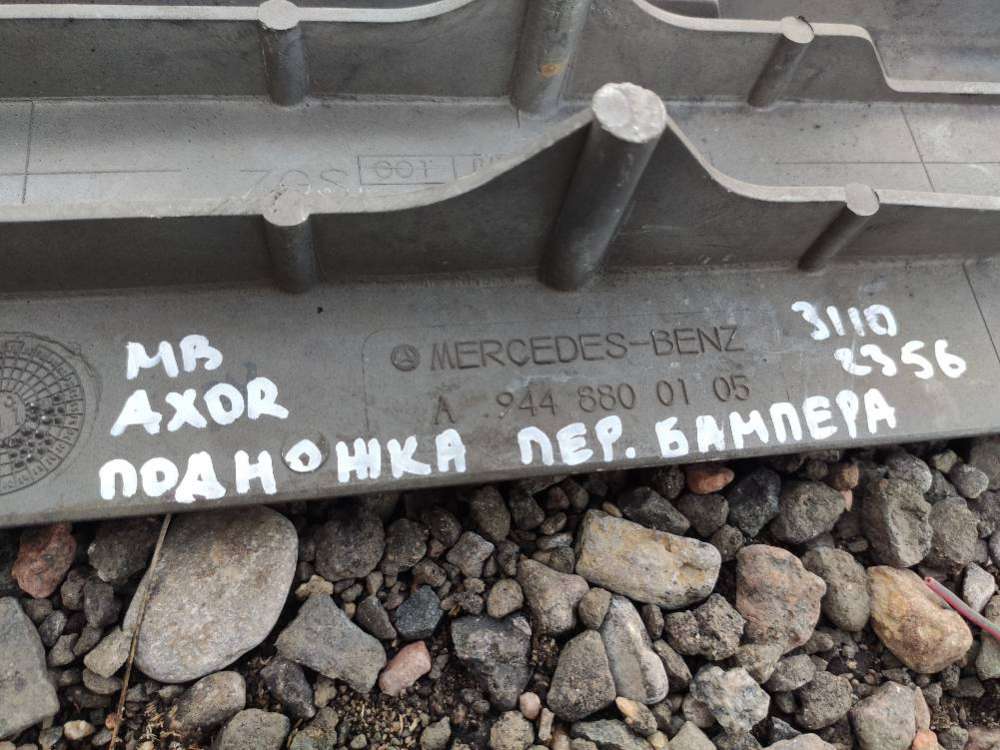 MB
AXOR
ПОДНОЖКА ПЕР. БАМПЕРА
3110
2356
MERCEDES-BENZ
A 944 880 01 05